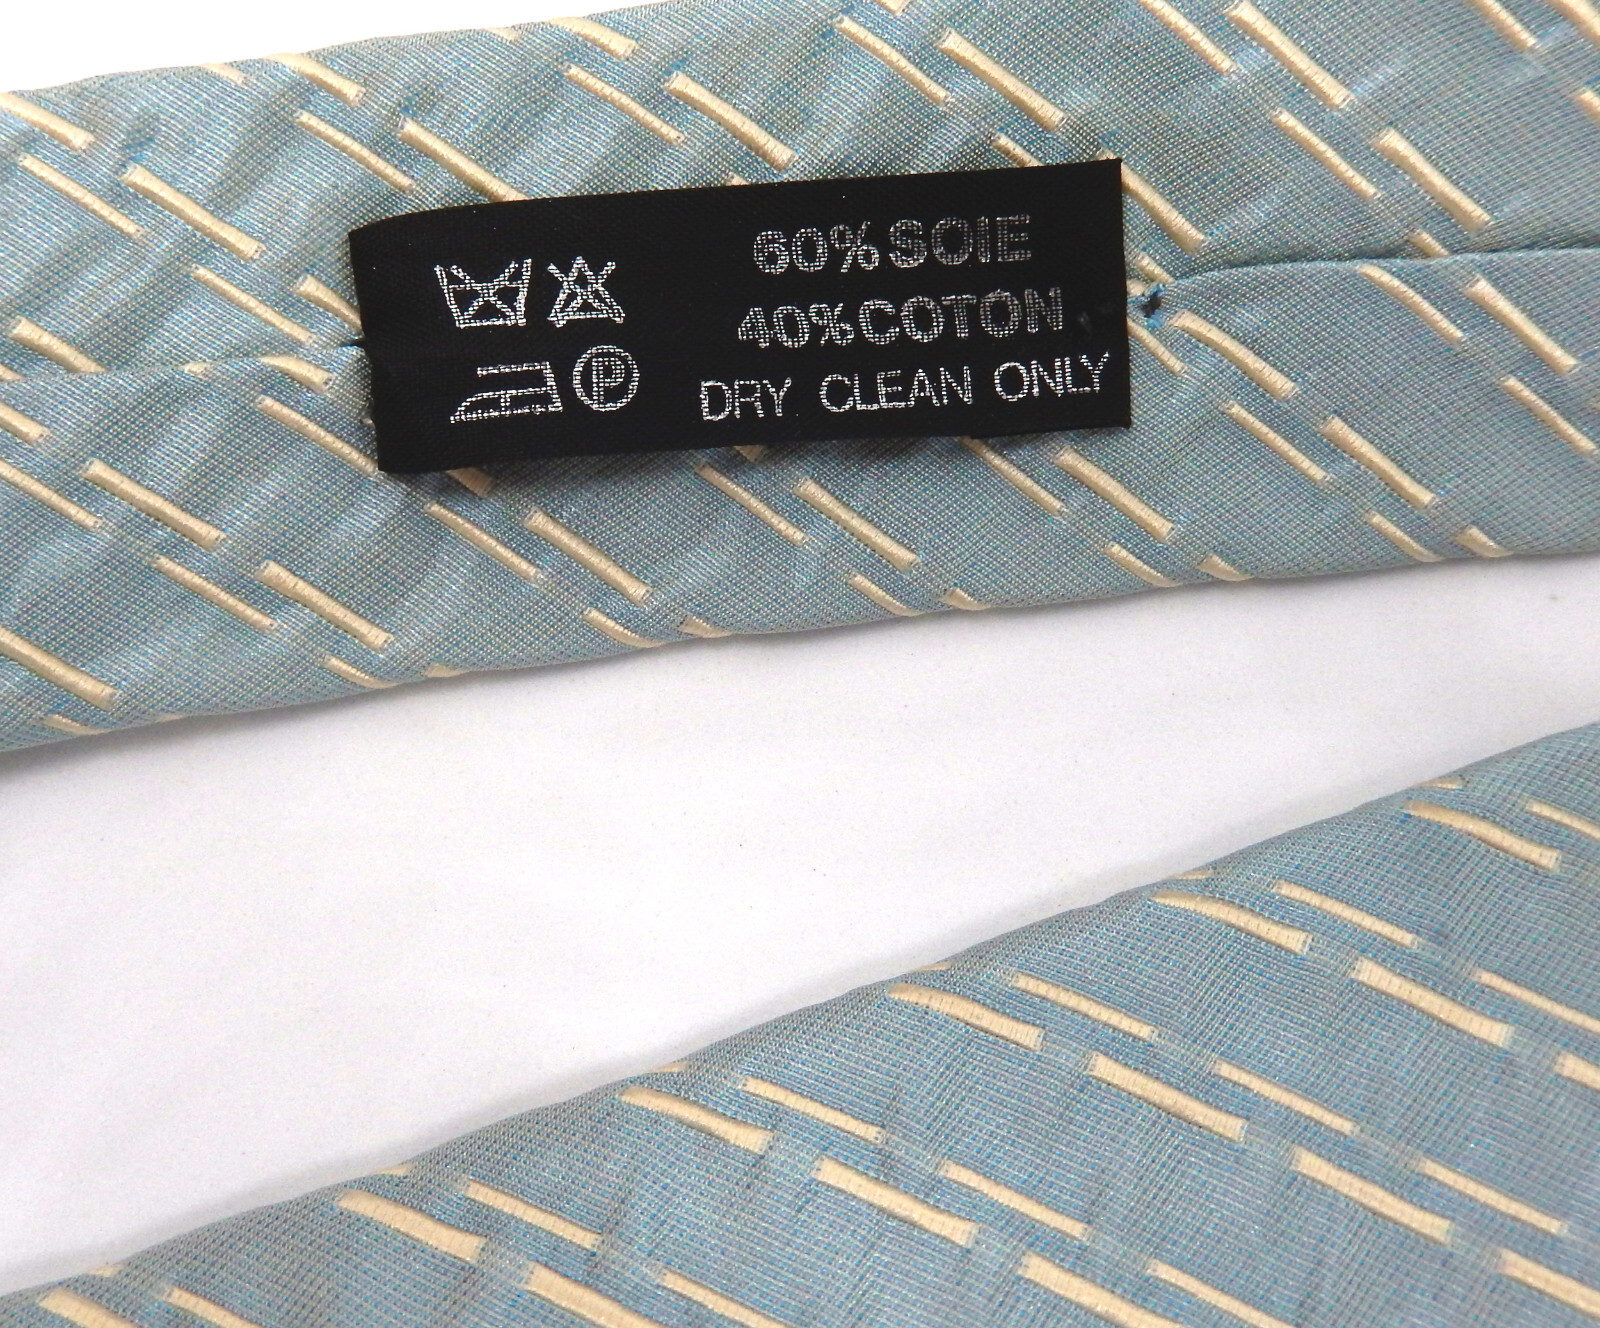 60% SOIE
40% COTON
DRY CLEAN ONLY
P